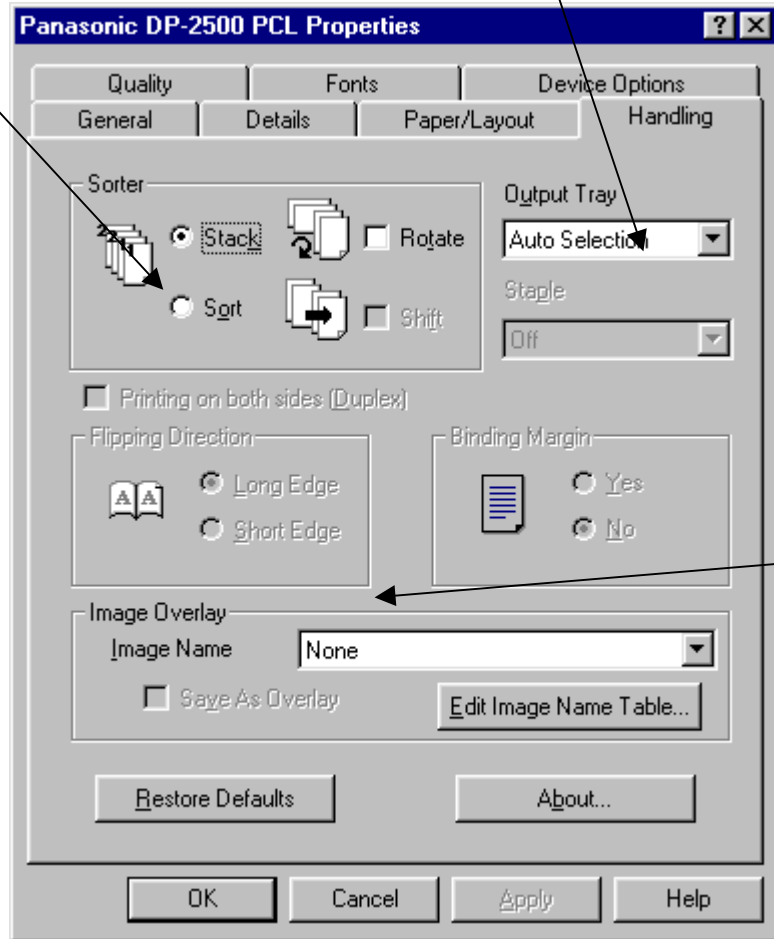 Panasonic DP-2500 PCL Properties
Quality Fonts Device Options
General Details Paper/Layout Handling
Sorter
Stack
Rotate
Sort
Shift
Output Tray
Auto Selection
Staple
Off
Printing on both sides (Duplex)
Flipping Direction
A A
Long Edge
Short Edge
Binding Margin
Yes
No
Image Overlay
Image Name None
Save As Overlay Edit Image Name Table...
Restore Defaults About...
OK Cancel Apply Help